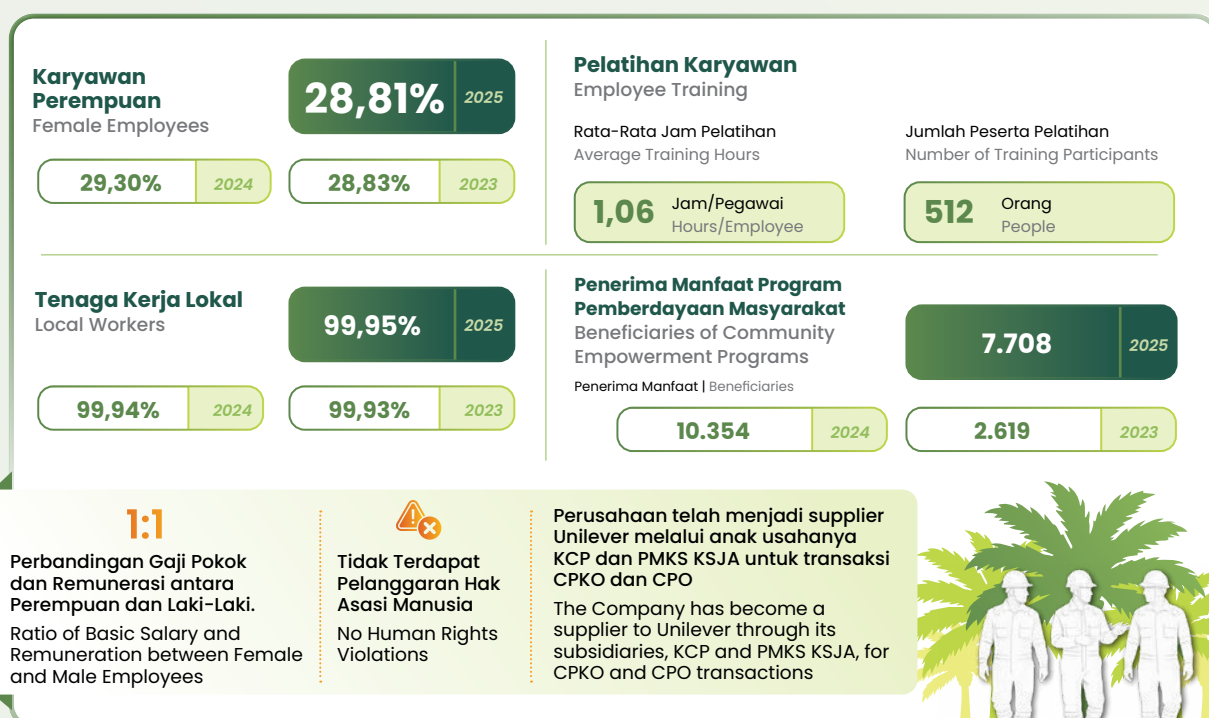 Karyawan
Perempuan
Female Employees
28,81% 2025
29,30% 2024
28,83% 2023
Pelatihan Karyawan
Employee Training
Rata-Rata Jam Pelatihan
Average Training Hours
1,06 Jam/Pegawai
Hours/Employee
Jumlah Peserta Pelatihan
Number of Training Participants
512 Orang
People
Tenaga Kerja Lokal
Local Workers
99,95% 2025
99,94% 2024
99,93% 2023
Penerima Manfaat Program
Pemberdayaan Masyarakat
Beneficiaries of Community
Empowerment Programs
Penerima Manfaat | Beneficiaries
7.708 2025
10.354 2024
2.619 2023
1:1
Perbandingan Gaji Pokok
dan Remunerasi antara
Perempuan dan Laki-Laki.
Ratio of Basic Salary and
Remuneration between Female
and Male Employees
Tidak Terdapat
Pelanggaran Hak
Asasi Manusia
No Human Rights
Violations
Perusahaan telah menjadi supplier
Unilever melalui anak usahanya
KCP dan PMKS KSJA untuk transaksi
CPKO dan CPO
The Company has become a
supplier to Unilever through its
subsidiaries, KCP and PMKS KSJA, for
CPKO and CPO transactions